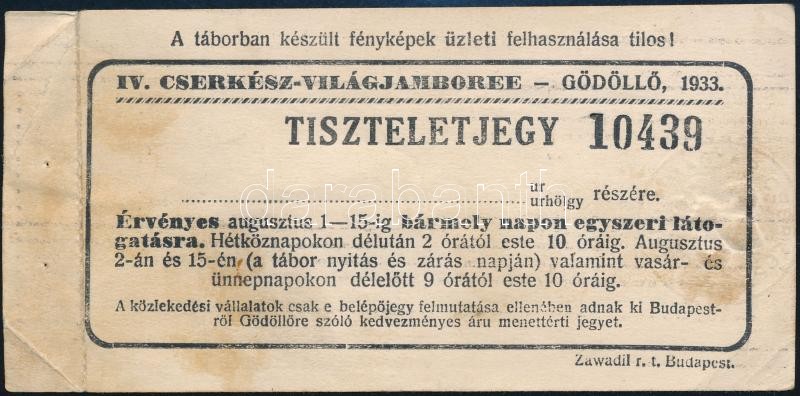 A táborban készült fényképek üzleti felhasználása tilos!
IV. CSERKÉSZ-VILÁGJAMBOREE — GÖDÖLLŐ, 1933.
TISZTELETJEGY 10439
úr
úrhölgy részére.
Érvényes augusztus 1—15-ig bármely napon egyszeri láto-
gatásra. Hétköznapokon délután 2 órától este 10 óráig. Augusztus
2-án és 15-én (a tábor nyitás és zárás napján) valamint vasár- és
ünnepnapokon délelőtt 9 órától este 10 óráig.
A közlekedési vállalatok csak e belépőjegy felmutatása ellenében adnak ki Budapest-
ről Gödöllőre szóló kedvezményes áru menettérti jegyet.
Zawadil r. t. Budapest.
darabanth